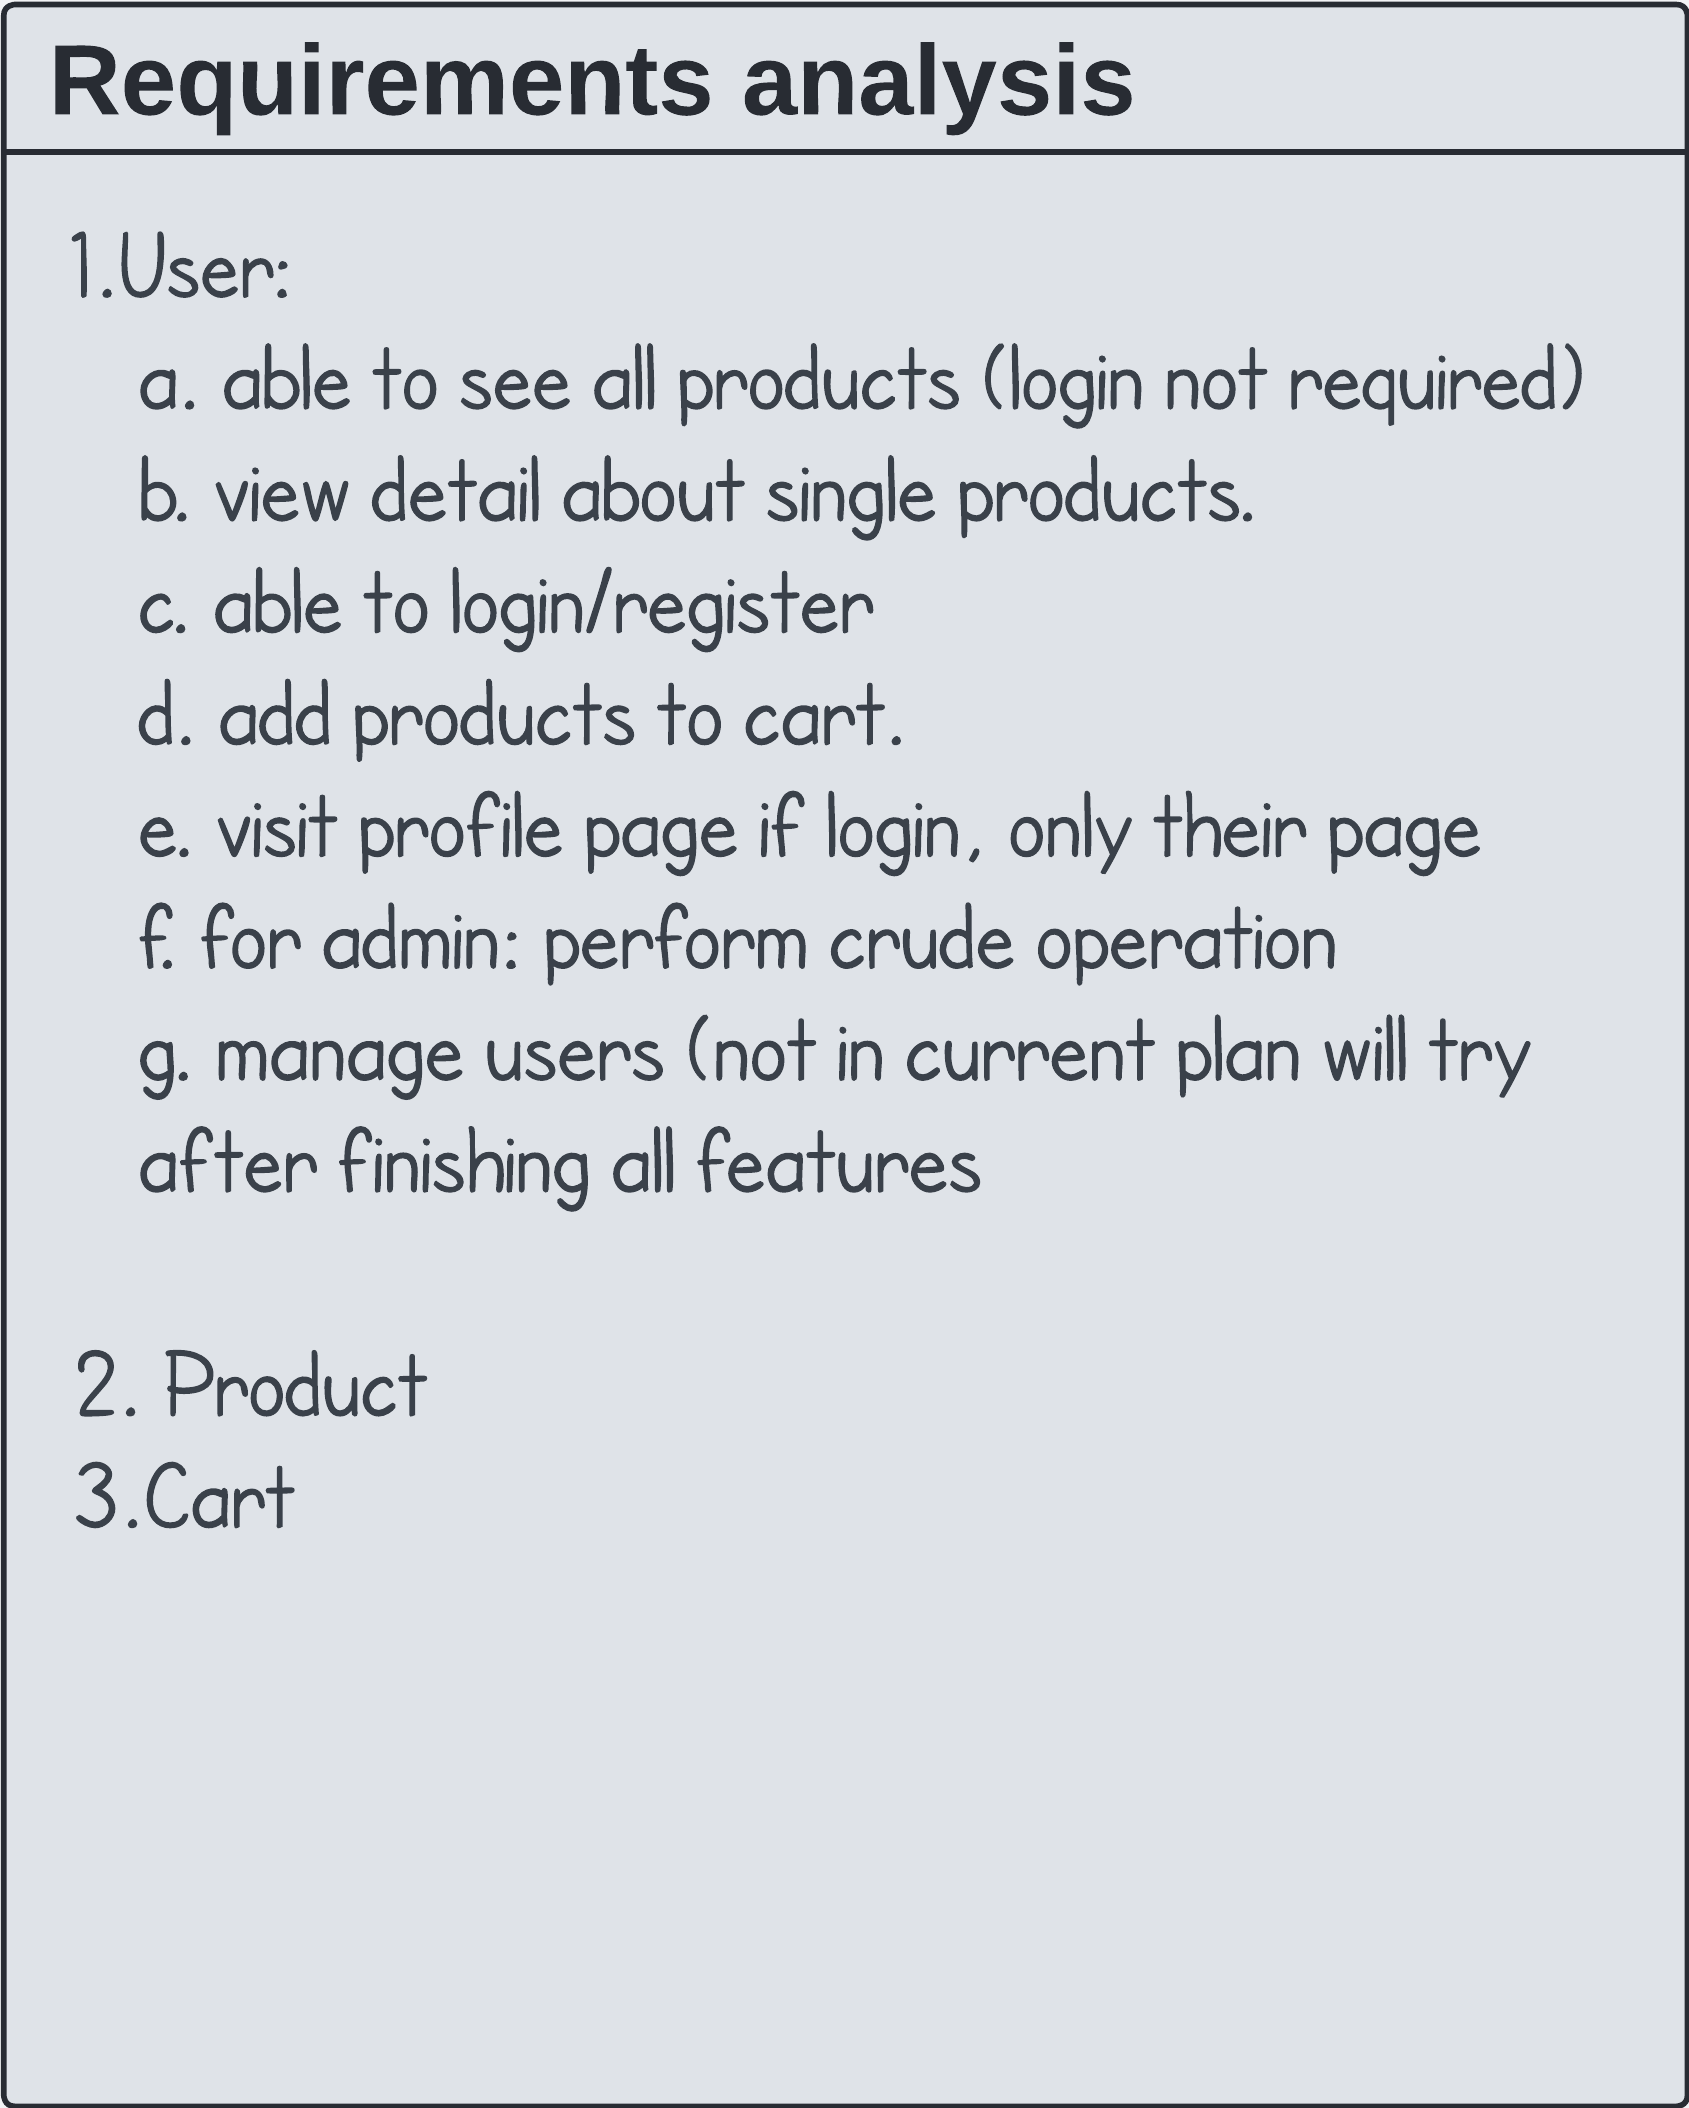 Requirements analysis
1.User:
a. able to see all products (login not required)
b. view detail about single products.
c. able to login/register
d. add products to cart.
e. visit profile page if login, only their page
f. for admin: perform crude operation
g. manage users (not in current plan will try
after finishing all features
2. Product
3.Cart